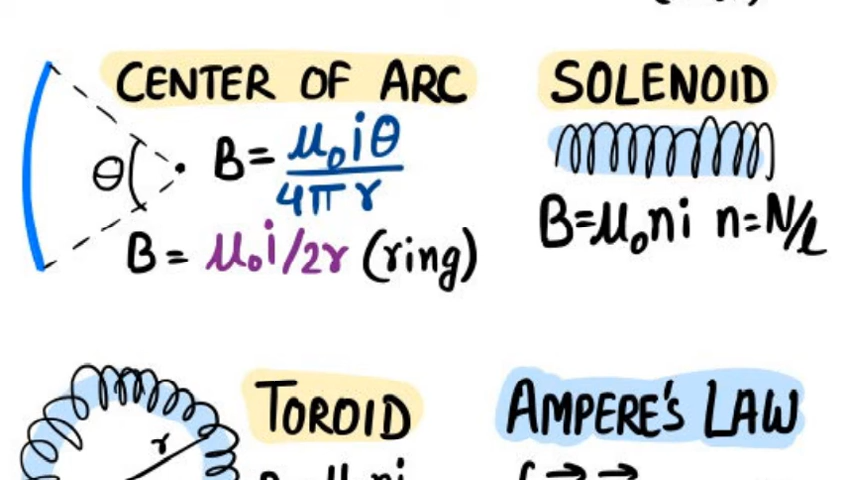 CENTER OF ARC
θ
B = μ₀iθ/4πr
B = μ₀i/2r (ring)
SOLENOID
B=μ₀ni n=N/l
TOROID
r
AMPERE'S LAW